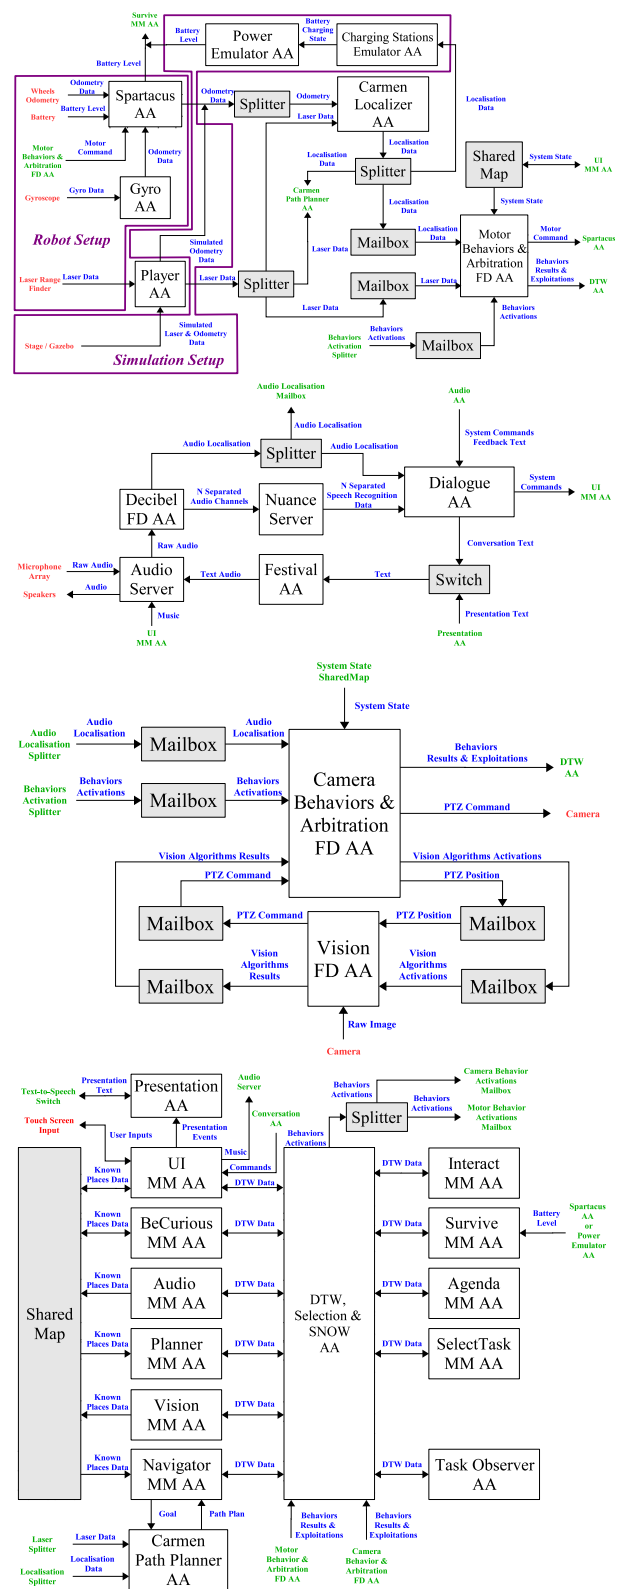 Survive
MM AA
Battery Level
Power
Emulator AA
Battery
Level
Battery
Charging
State
Charging Stations
Emulator AA
Wheels
Odometry
Odometry
Data
Battery Level
Battery
Spartacus
AA
Odometry
Data
Splitter
Odometry
Laser Data
Carmen
Localizer
AA
Localisation
Data
Motor
Behaviors &
Arbitration
FD AA
Motor
Command
Odometry
Data
Gyroscope
Gyro Data
Gyro
AA
Robot Setup
Localisation
Data
Localisation
Data
Splitter
Carmen
Path Planner
AA
Localisation
Data
Shared
Map
System State
UI
MM AA
System State
Simulated
Odometry
Data
Laser Data
Mailbox
Localisation
Data
Motor
Behaviors &
Arbitration
FD AA
Motor
Command
Spartacus
AA
Behaviors
Results &
Exploitations
DTW
AA
Laser Range
Finder
Laser Data
Player
AA
Laser Data
Splitter
Mailbox
Laser Data
Laser Data
Behaviors
Activations
Stage / Gazebo
Simulated
Laser & Odometry
Data
Simulation Setup
Behaviors
Activation
Splitter
Behaviors
Activations
Mailbox
Audio Localisation
Mailbox
Audio Localisation
Audio
AA
System Commands
Feedback Text
Audio Localisation
Splitter
Audio Localisation
Decibel
FD AA
N Separated
Audio Channels
Nuance
Server
N Separated
Speech Recognition
Data
Dialogue
AA
System
Commands
UI
MM AA
Raw Audio
Conversation Text
Microphone
Array
Raw Audio
Speakers
Audio
Audio
Server
Text Audio
Festival
AA
Text
Switch
Music
UI
MM AA
Presentation Text
Presentation
AA
System State
SharedMap
System State
Audio
Localisation
Splitter
Audio
Localisation
Mailbox
Audio
Localisation
Behaviors
Activation
Splitter
Behaviors
Activations
Mailbox
Behaviors
Activations
Camera
Behaviors &
Arbitration
FD AA
Behaviors
Results & Exploitations
DTW
AA
PTZ Command
Camera
Vision Algorithms Results
Vision Algorithms Activations
PTZ Command
PTZ Position
Mailbox
PTZ Command
Vision
FD AA
PTZ Position
Mailbox
Mailbox
Vision
Algorithms
Results
Vision
Algorithms
Activations
Mailbox
Raw Image
Camera
Text-to-Speech
Switch
Presentation
Text
Presentation
AA
Audio
Server
Conversation
AA
Behaviors
Activations
Splitter
Camera Behavior
Activations
Mailbox
Behaviors
Activations
Motor Behavior
Activations
Mailbox
Touch Screen
Input
User Inputs
Presentation
Events
Music
Behaviors
Activations
Commands
Shared
Map
Known
Places Data
UI
MM AA
DTW Data
DTW,
Selection &
SNOW
AA
DTW Data
Interact
MM AA
Known
Places Data
BeCurious
MM AA
DTW Data
DTW Data
Survive
MM AA
Battery
Level
Spartacus
AA
or
Power
Emulator
AA
Known
Places Data
Audio
MM AA
DTW Data
DTW Data
Agenda
MM AA
Known
Places Data
Planner
MM AA
DTW Data
DTW Data
SelectTask
MM AA
Known
Places Data
Vision
MM AA
DTW Data
Known
Places Data
Navigator
MM AA
DTW Data
DTW Data
Task Observer
AA
Goal
Path Plan
Behaviors
Results &
Exploitations
Behaviors
Results &
Exploitations
Laser
Splitter
Laser Data
Localisation
Splitter
Localisation
Data
Carmen
Path Planner
AA
Motor
Behavior &
Arbitration
FD AA
Camera
Behavior &
Arbitration
FD AA